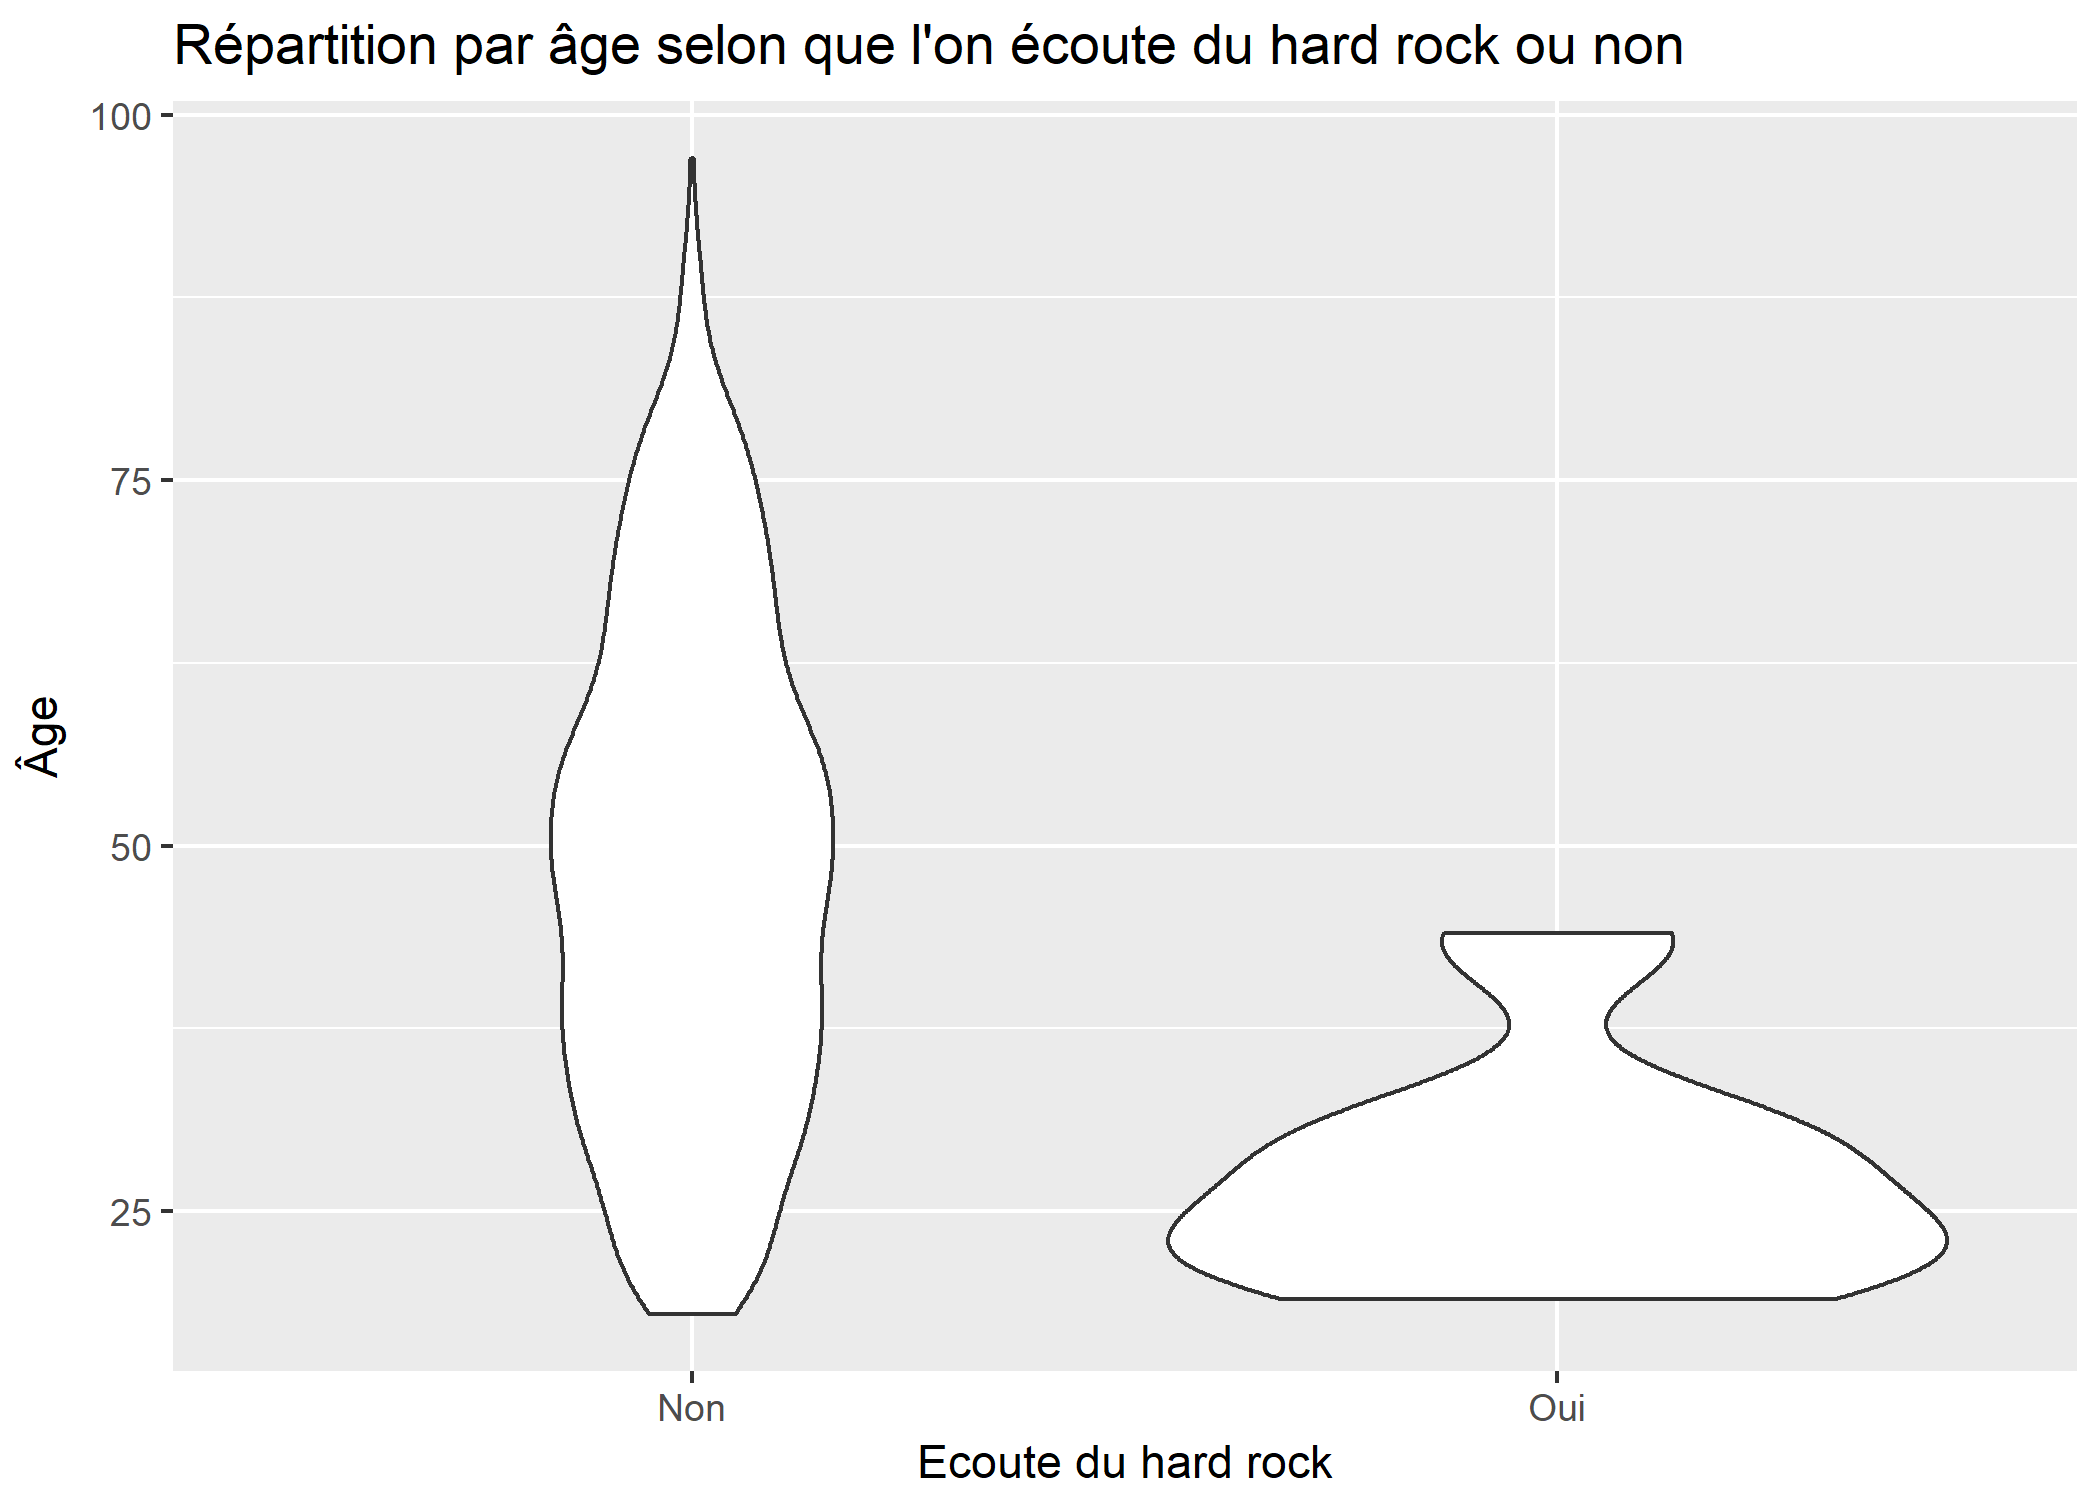 Répartition par âge selon que l'on écoute du hard rock ou non
100
75
50
25
Âge
Non
Oui
Ecoute du hard rock